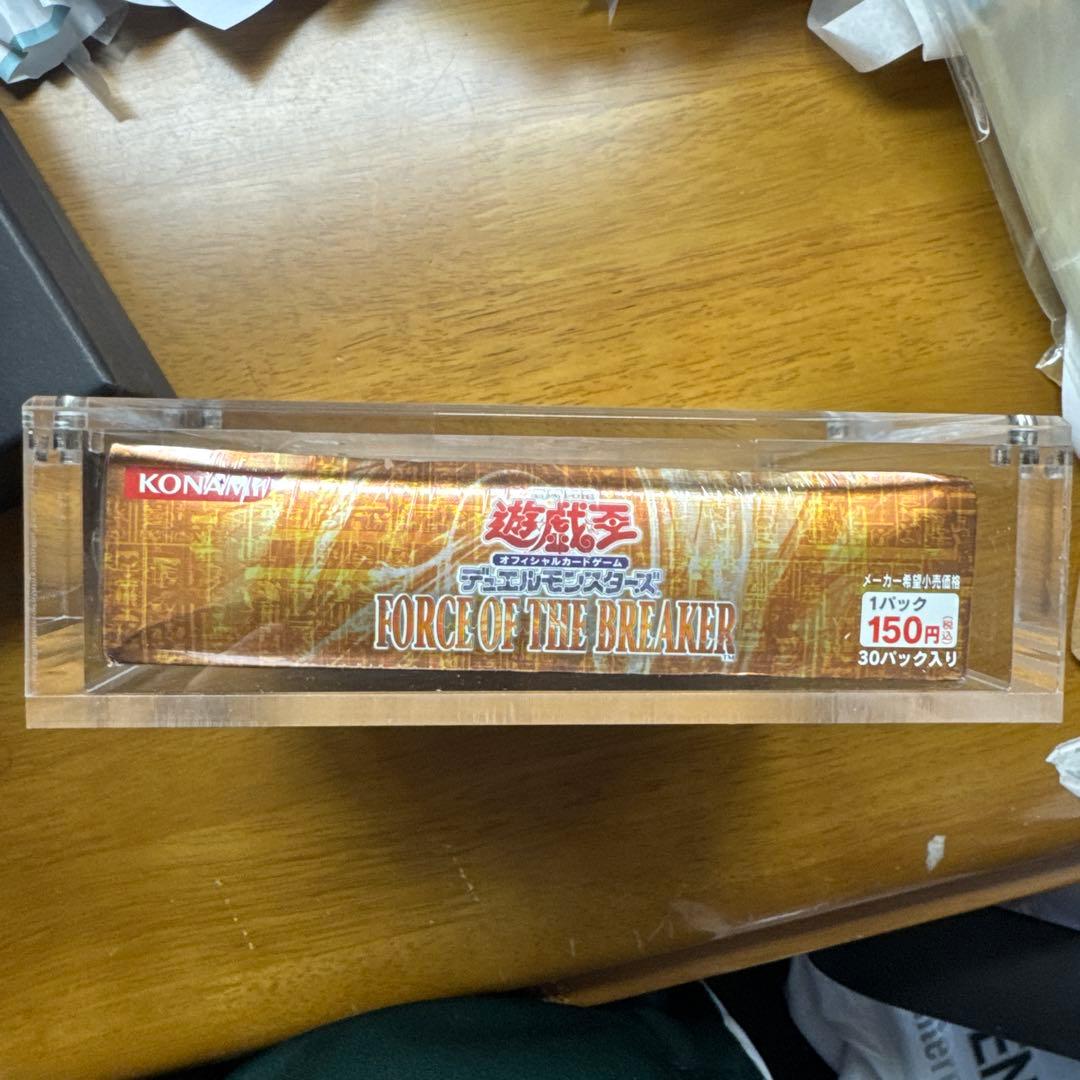 KONAMI
遊戯王
オフィシャルカードゲーム
デュエルモンスターズ
FORCE OF THE BREAKER
TM
メーカー希望小売価格
1パック
150円(税込)
30パック入り
EN